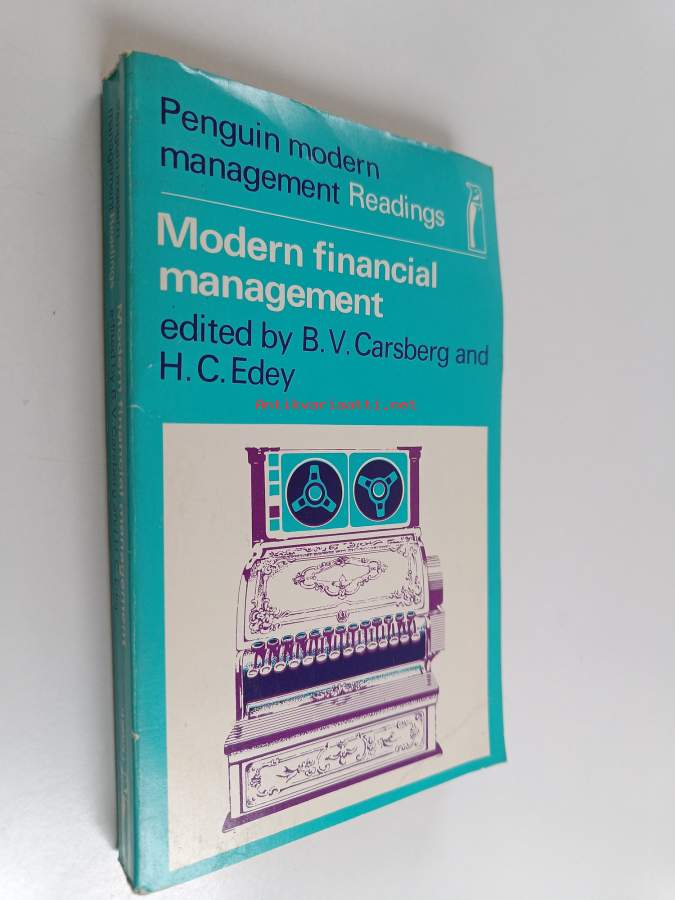 Penguin modern
management Readings
Modern financial
management
edited by B.V. Carsberg and
H.C. Edey
Antikvariaatti.net